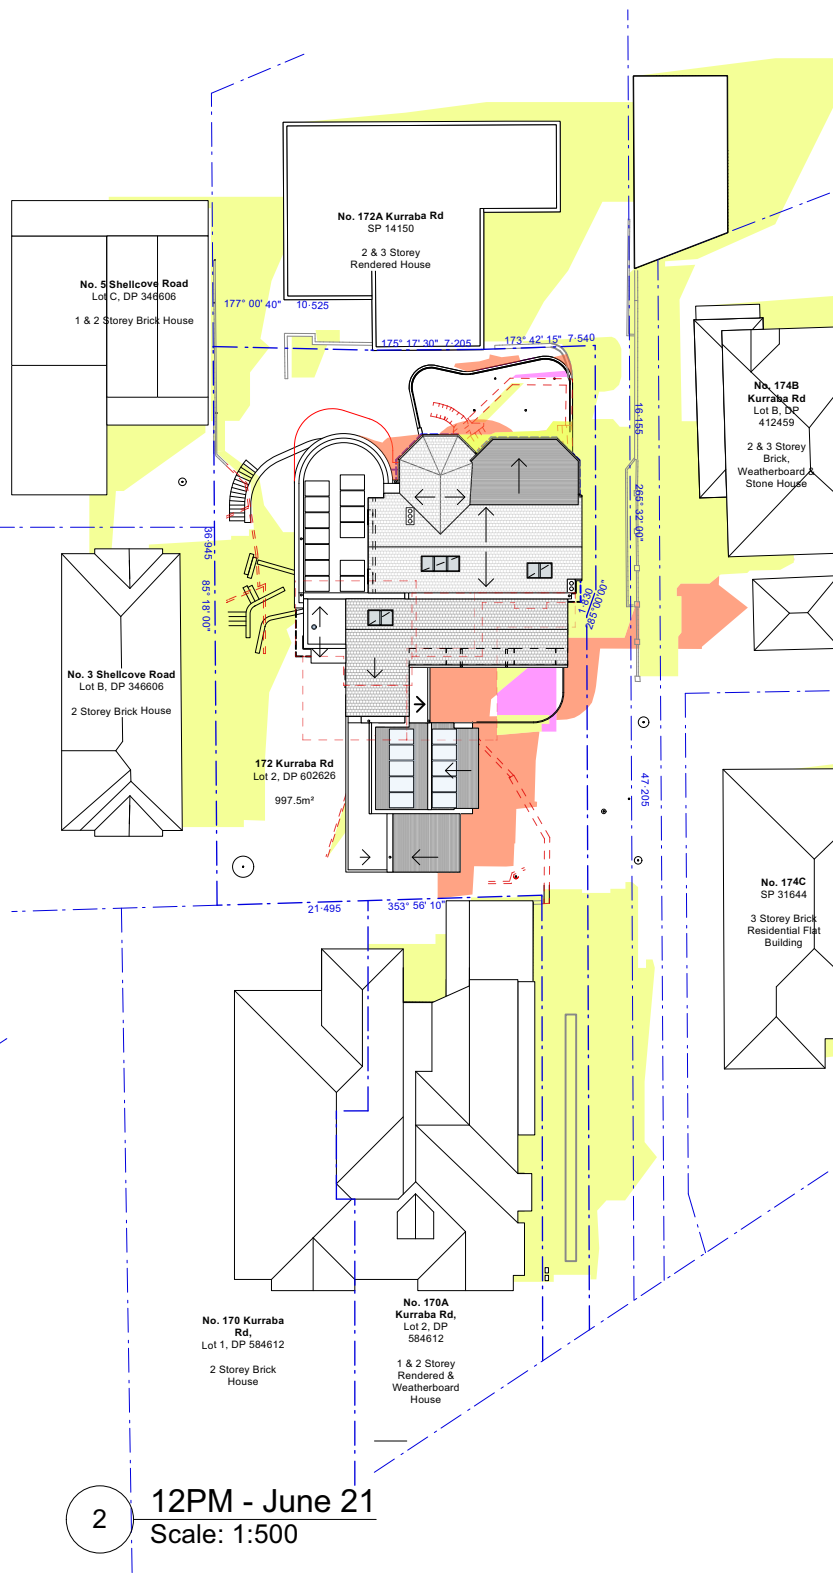 No. 172A Kurraba Rd
SP 14150
2 & 3 Storey
Rendered House
No. 5 Shellcove Road
Lot C, DP 346606
1 & 2 Storey Brick House
177° 00' 40" 10·525
175° 17' 30" 7·205
173° 42' 15" 7·540
No. 174B
Kurraba Rd
Lot B, DP
412459
2 & 3 Storey
Brick,
Weatherboard &
Stone House
16·155
265° 32' 00"
36·945
85° 18' 00"
1·830
285° 00' 00"
No. 3 Shellcove Road
Lot B, DP 346606
2 Storey Brick House
172 Kurraba Rd
Lot 2, DP 602626
997.5m²
47·205
No. 174C
SP 31644
3 Storey Brick
Residential Flat
Building
21·495 353° 56' 10"
No. 170 Kurraba
Rd,
Lot 1, DP 584612
2 Storey Brick
House
No. 170A
Kurraba Rd,
Lot 2, DP
584612
1 & 2 Storey
Rendered &
Weatherboard
House
2
12PM - June 21
Scale: 1:500